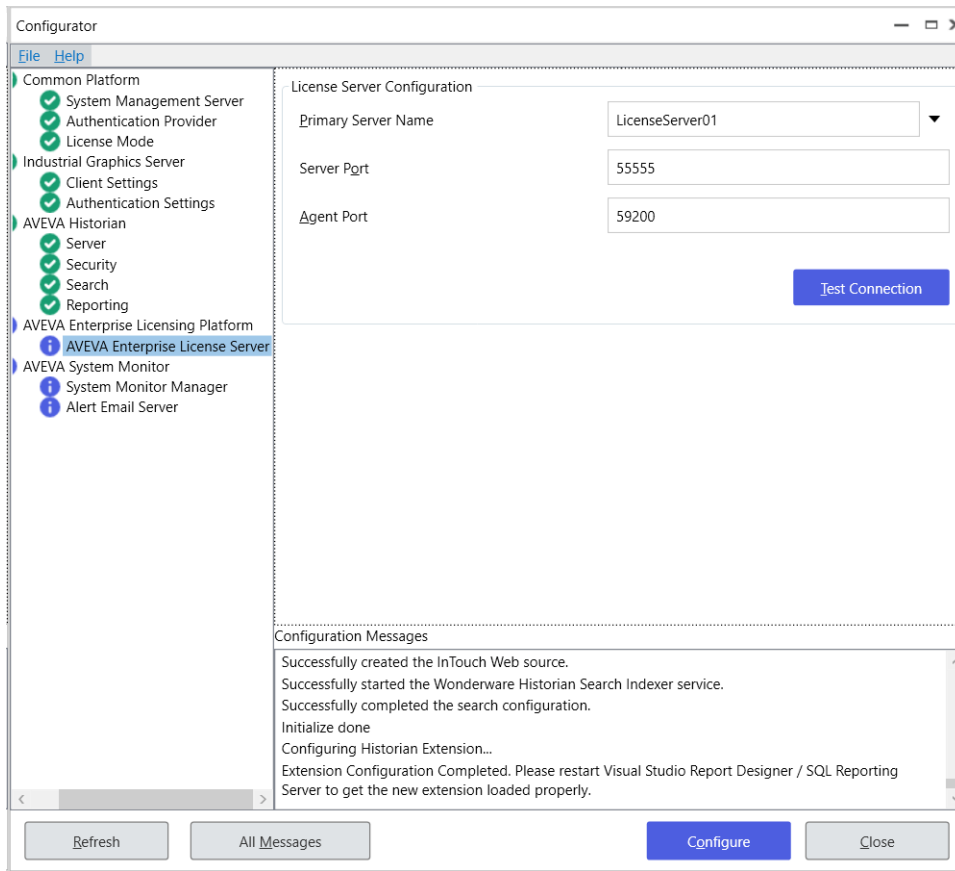 Configurator
File Help
Common Platform
System Management Server
Authentication Provider
License Mode
Industrial Graphics Server
Client Settings
Authentication Settings
AVEVA Historian
Server
Security
Search
Reporting
AVEVA Enterprise Licensing Platform
AVEVA Enterprise License Server
AVEVA System Monitor
System Monitor Manager
Alert Email Server
License Server Configuration
Primary Server Name LicenseServer01
Server Port 55555
Agent Port 59200
Test Connection
Configuration Messages
Successfully created the InTouch Web source.
Successfully started the Wonderware Historian Search Indexer service.
Successfully completed the search configuration.
Initialize done
Configuring Historian Extension...
Extension Configuration Completed. Please restart Visual Studio Report Designer / SQL Reporting
Server to get the new extension loaded properly.
Refresh All Messages Configure Close